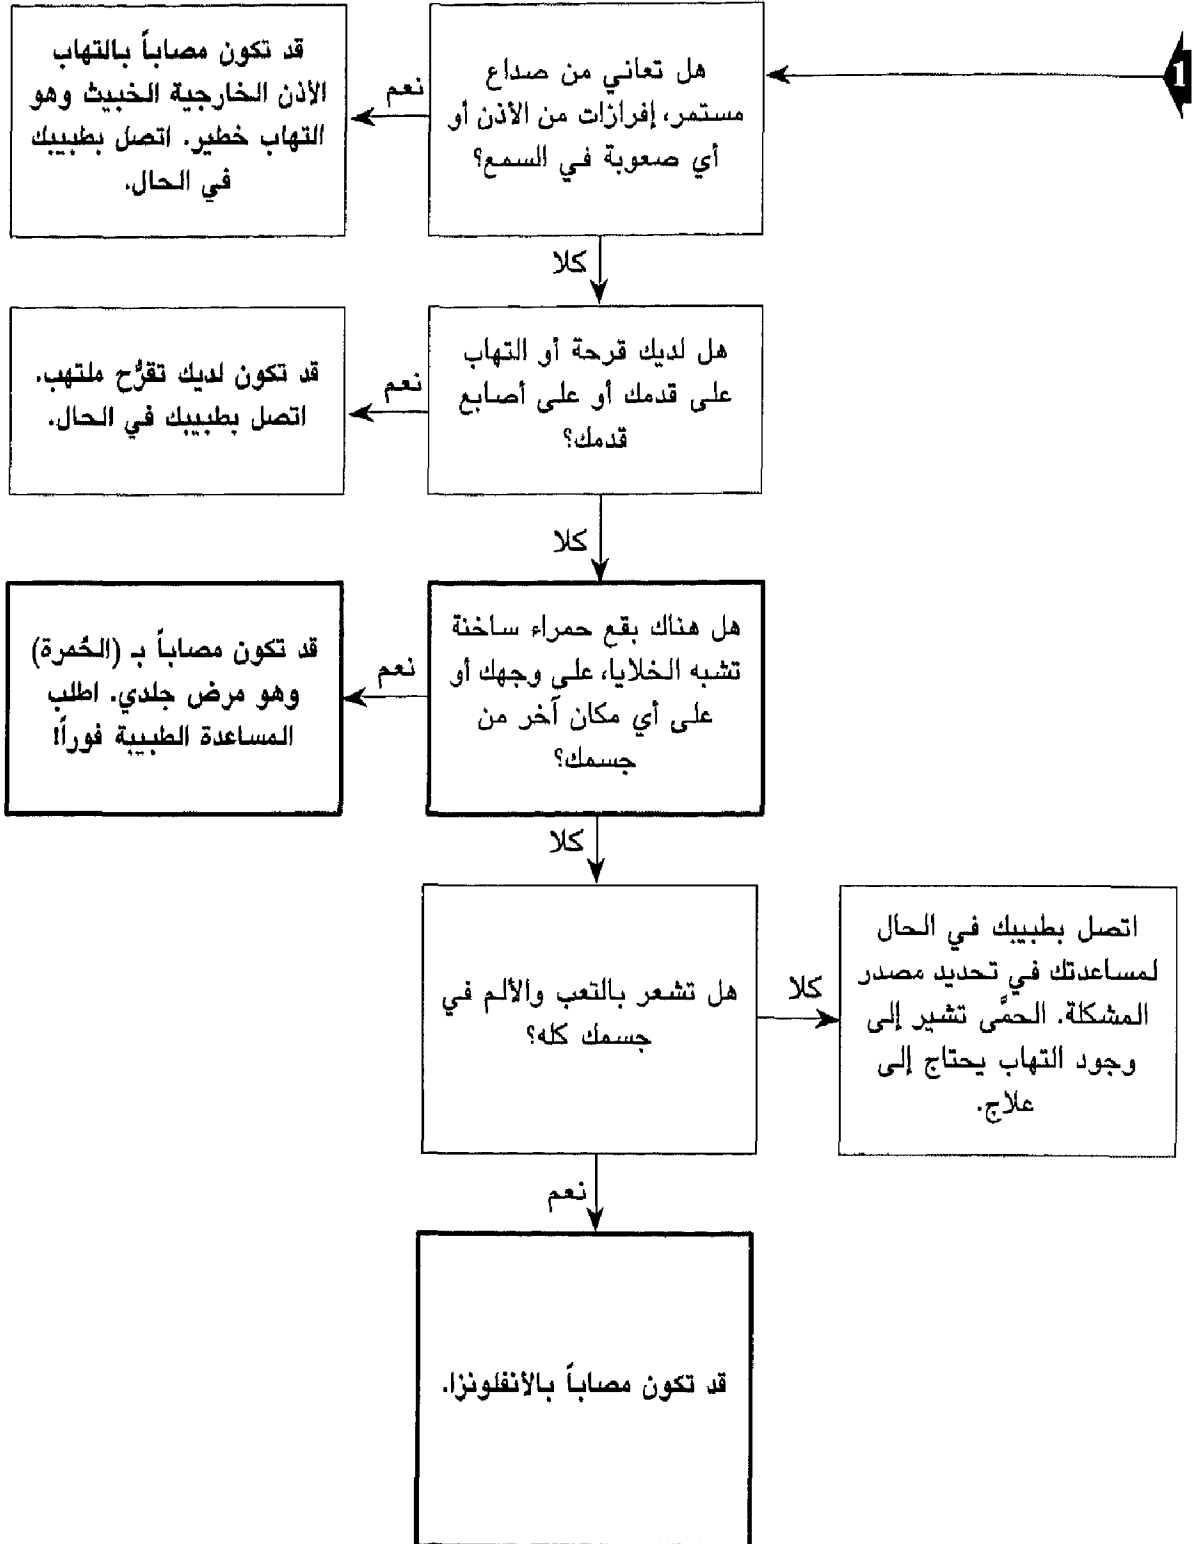 1
هل تعاني من صداع
مستمر، إفرازات من الأذن أو
أي صعوبة في السمع؟
نعم
قد تكون مصاباً بالتهاب
الأذن الخارجية الخبيث وهو
التهاب خطير. اتصل بطبيبك
في الحال.
كلا
هل لديك قرحة أو التهاب
على قدمك أو على أصابع
قدمك؟
نعم
قد تكون لديك تقرُّح ملتهب.
اتصل بطبيبك في الحال.
كلا
هل هناك بقع حمراء ساخنة
تشبه الخلايا، على وجهك أو
على أي مكان آخر من
جسمك؟
نعم
قد تكون مصاباً بـ (الحُمرة)
وهو مرض جلدي. اطلب
المساعدة الطبيبة فوراً!
كلا
هل تشعر بالتعب والألم في
جسمك كله؟
كلا
اتصل بطبيبك في الحال
لمساعدتك في تحديد مصدر
المشكلة. الحمَّى تشير إلى
وجود التهاب يحتاج إلى
علاج.
نعم
قد تكون مصاباً بالأنفلونزا.